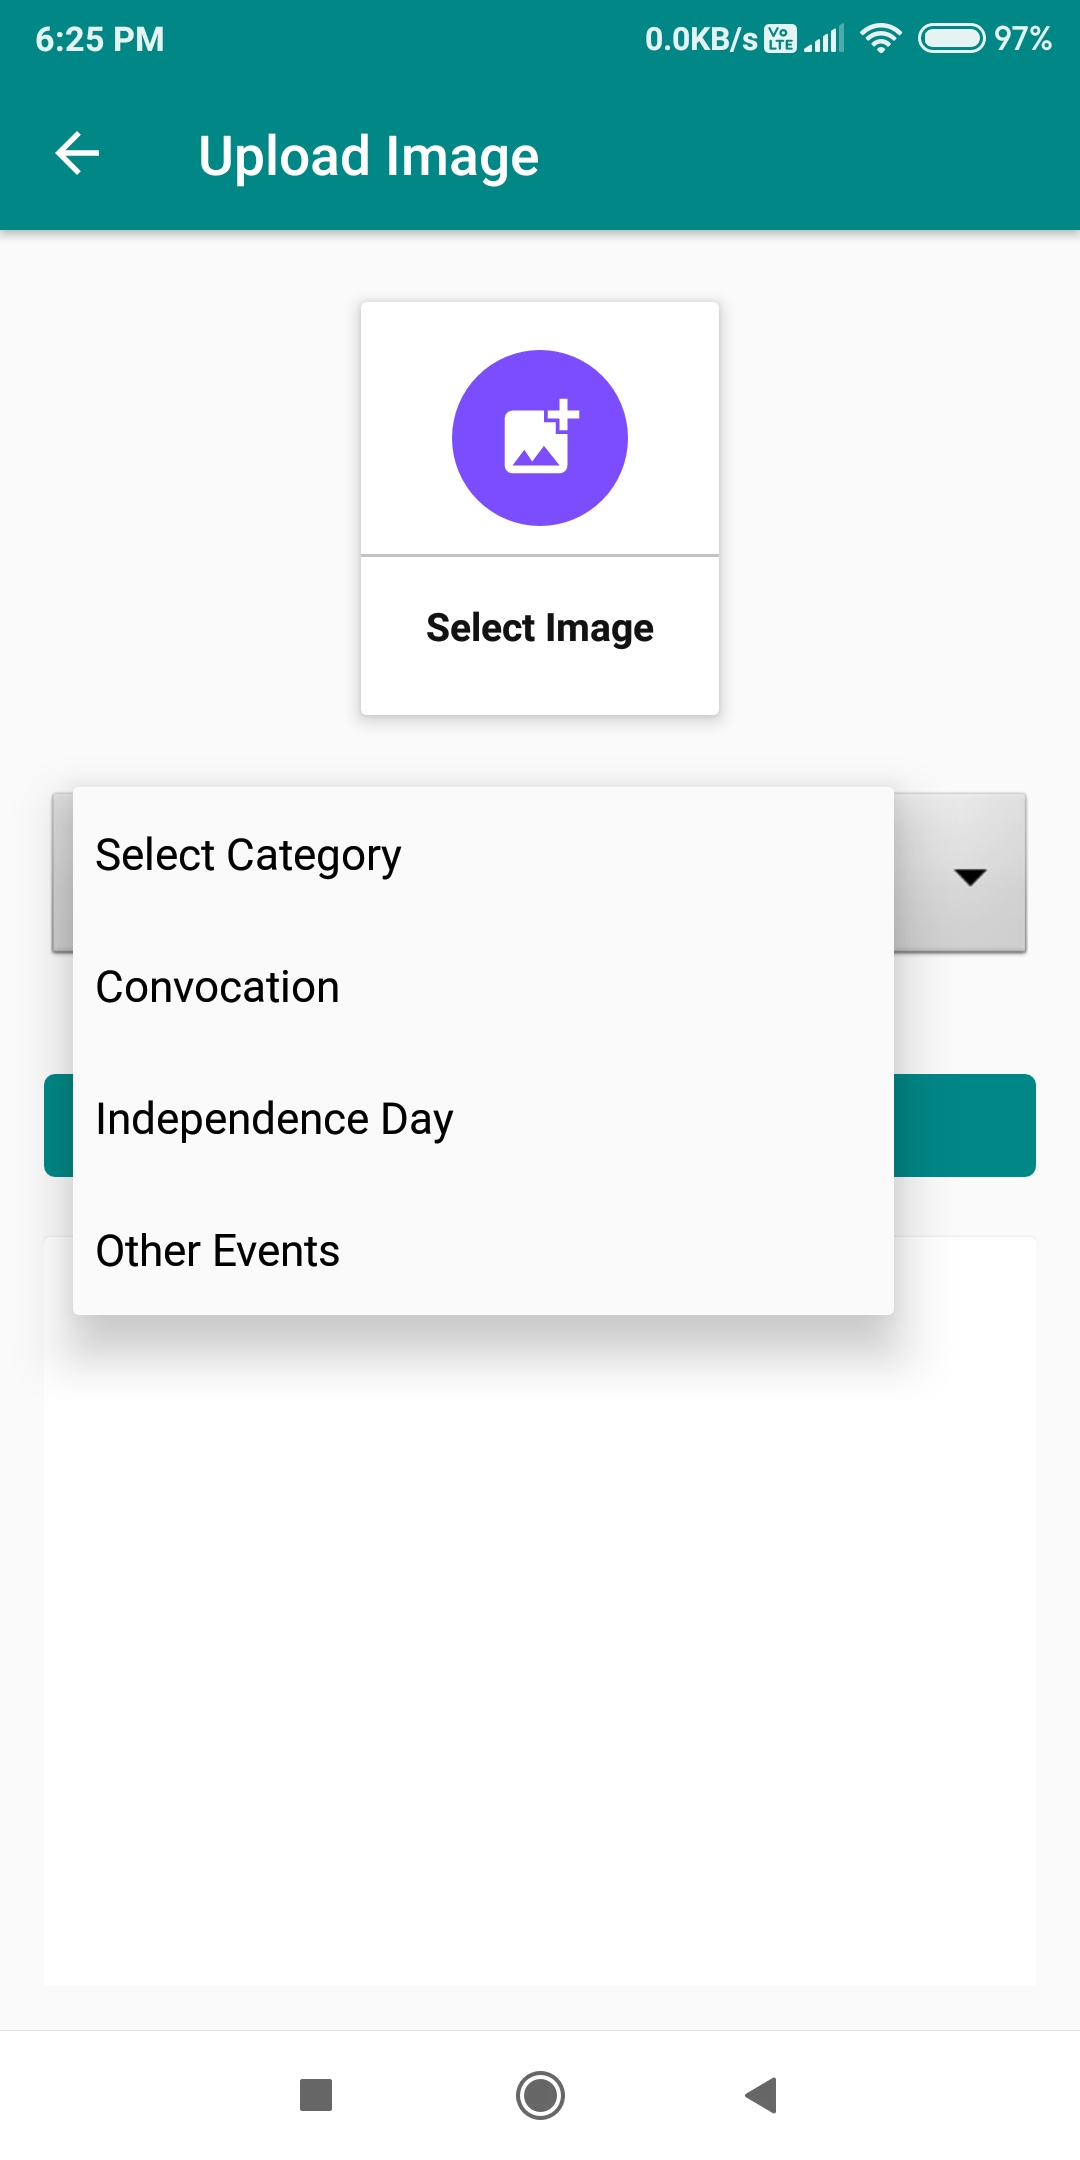 6:25 PM 0.0KB/s Vo LTE 97%
Upload Image
Select Image
Select Category
Convocation
Independence Day
Other Events